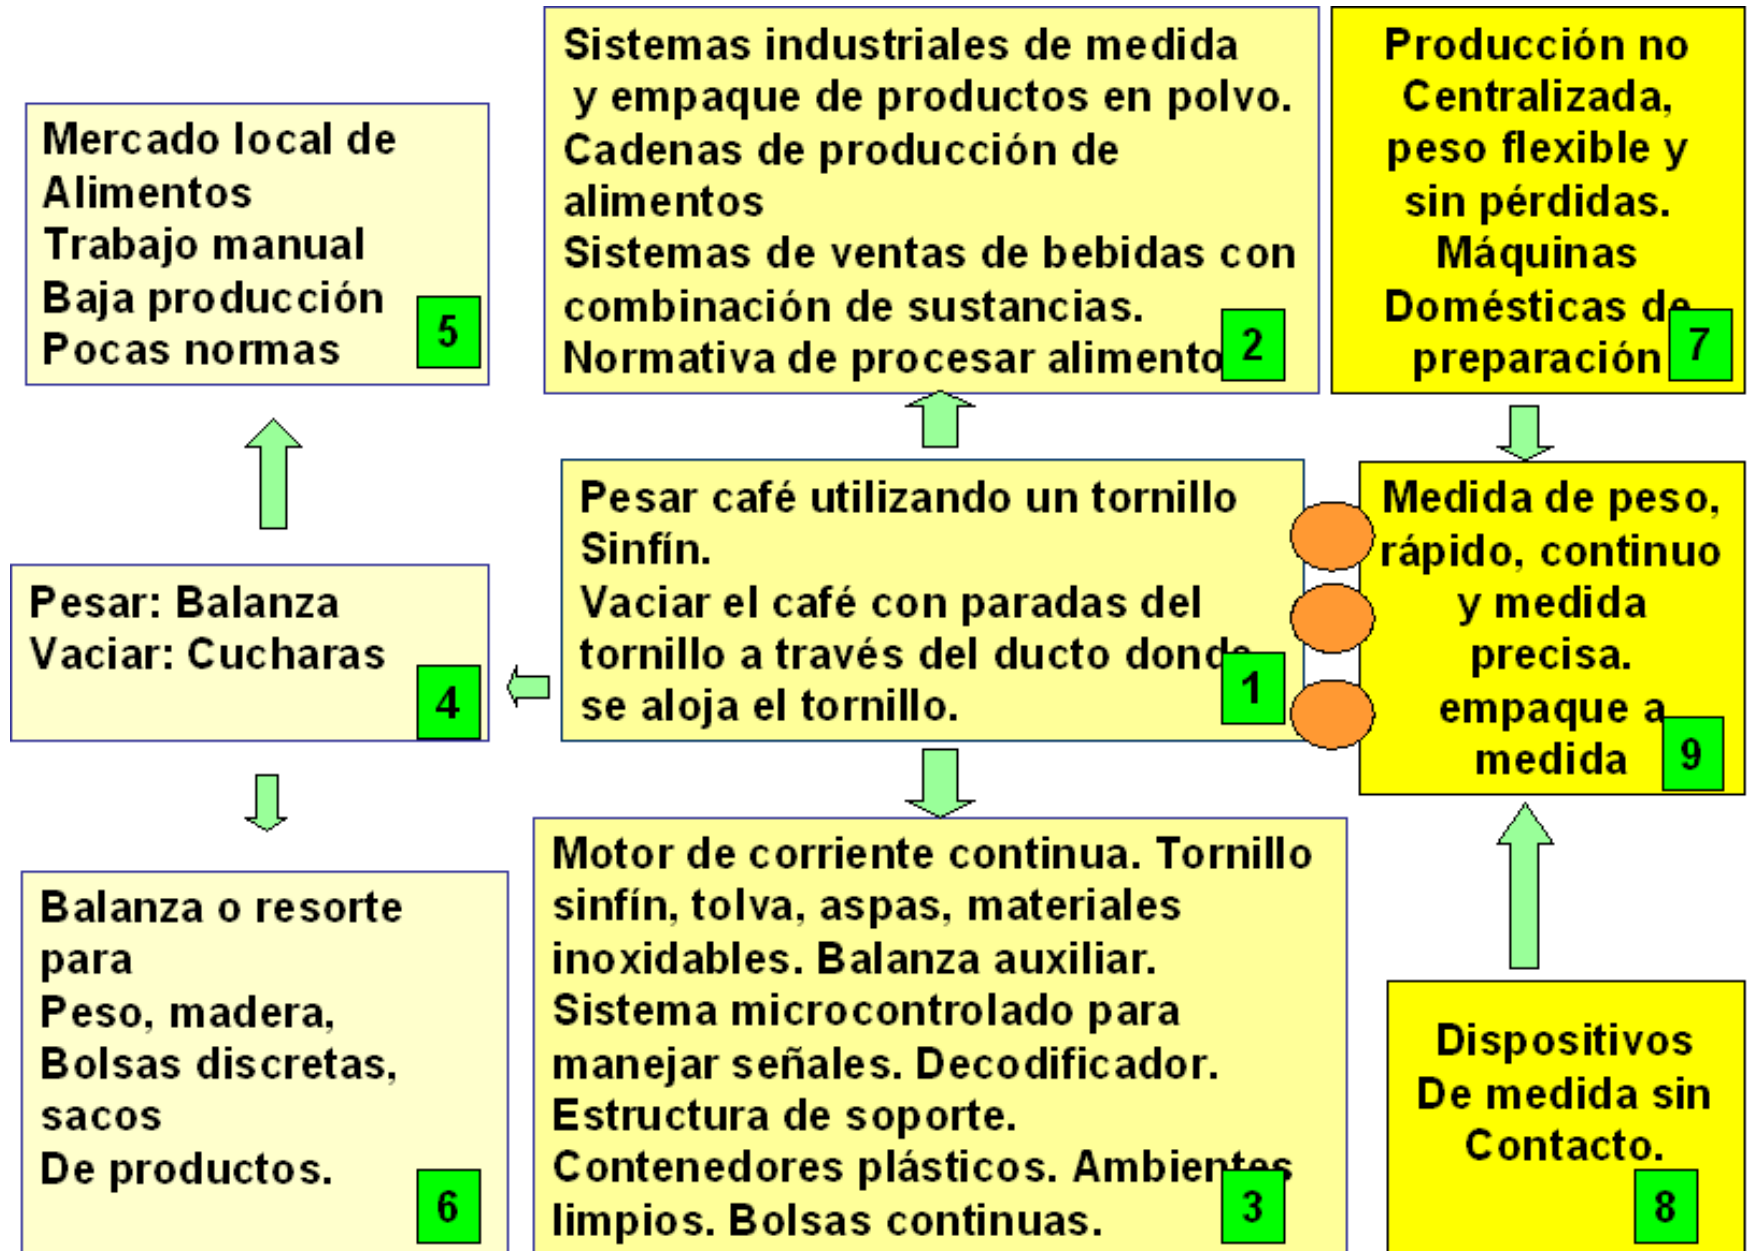 Mercado local de
Alimentos
Trabajo manual
Baja producción
Pocas normas
5
Sistemas industriales de medida
y empaque de productos en polvo.
Cadenas de producción de
alimentos
Sistemas de ventas de bebidas con
combinación de sustancias.
Normativa de procesar alimento
2
Producción no
Centralizada,
peso flexible y
sin pérdidas.
Máquinas
Domésticas de
preparación
7
Pesar: Balanza
Vaciar: Cucharas
4
Pesar café utilizando un tornillo
Sinfín.
Vaciar el café con paradas del
tornillo a través del ducto donde
se aloja el tornillo.
1
Medida de peso,
rápido, continuo
y medida
precisa.
empaque a
medida
9
Balanza o resorte
para
Peso, madera,
Bolsas discretas,
sacos
De productos.
6
Motor de corriente continua. Tornillo
sinfín, tolva, aspas, materiales
inoxidables. Balanza auxiliar.
Sistema microcontrolado para
manejar señales. Decodificador.
Estructura de soporte.
Contenedores plásticos. Ambientes
limpios. Bolsas continuas.
3
Dispositivos
De medida sin
Contacto.
8